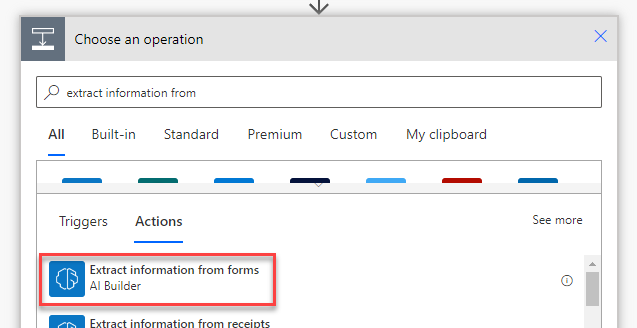 Choose an operation
extract information from
All Built-in Standard Premium Custom My clipboard
Triggers Actions See more
Extract information from forms
AI Builder
Extract information from receipts